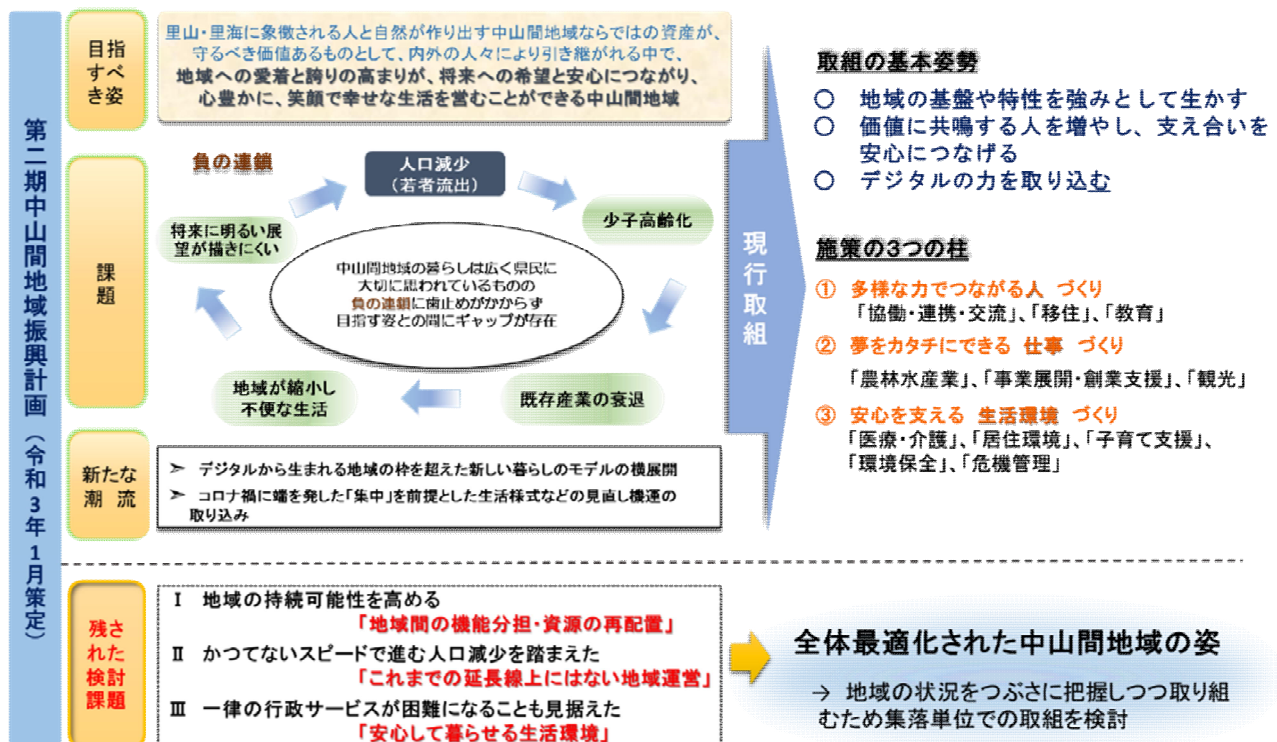 第二期中山間地域振興計画（令和3年1月策定）
目指
すべ
き姿
里山・里海に象徴される人と自然が作り出す中山間地域ならではの資産が、
守るべき価値あるものとして、内外の人々により引き継がれる中で、
地域への愛着と誇りの高まりが、将来への希望と安心につながり、
心豊かに、笑顔で幸せな生活を営むことができる中山間地域
課
題
負の連鎖
人口減少
（若者流出）
少子高齢化
既存産業の衰退
地域が縮小し
不便な生活
将来に明るい展
望が描きにくい
中山間地域の暮らしは広く県民に
大切に思われているものの
負の連鎖に歯止めがかからず
目指す姿との間にギャップが存在
新たな
潮 流
➢ デジタルから生まれる地域の枠を超えた新しい暮らしのモデルの横展開
➢ コロナ禍に端を発した「集中」を前提とした生活様式などの見直し機運の
取り込み
現行取組
取組の基本姿勢
○ 地域の基盤や特性を強みとして生かす
○ 価値に共鳴する人を増やし、支え合いを
安心につなげる
○ デジタルの力を取り込む
施策の3つの柱
① 多様な力でつながる人 づくり
「協働・連携・交流」、「移住」、「教育」
② 夢をカタチにできる 仕事 づくり
「農林水産業」、「事業展開・創業支援」、「観光」
③ 安心を支える 生活環境 づくり
「医療・介護」、「居住環境」、「子育て支援」、
「環境保全」、「危機管理」
残さ
れた
検討
課題
Ⅰ 地域の持続可能性を高める
「地域間の機能分担・資源の再配置」
Ⅱ かつてないスピードで進む人口減少を踏まえた
「これまでの延長線上にはない地域運営」
Ⅲ 一律の行政サービスが困難になることも見据えた
「安心して暮らせる生活環境」
全体最適化された中山間地域の姿
→ 地域の状況をつぶさに把握しつつ取り組
むため集落単位での取組を検討